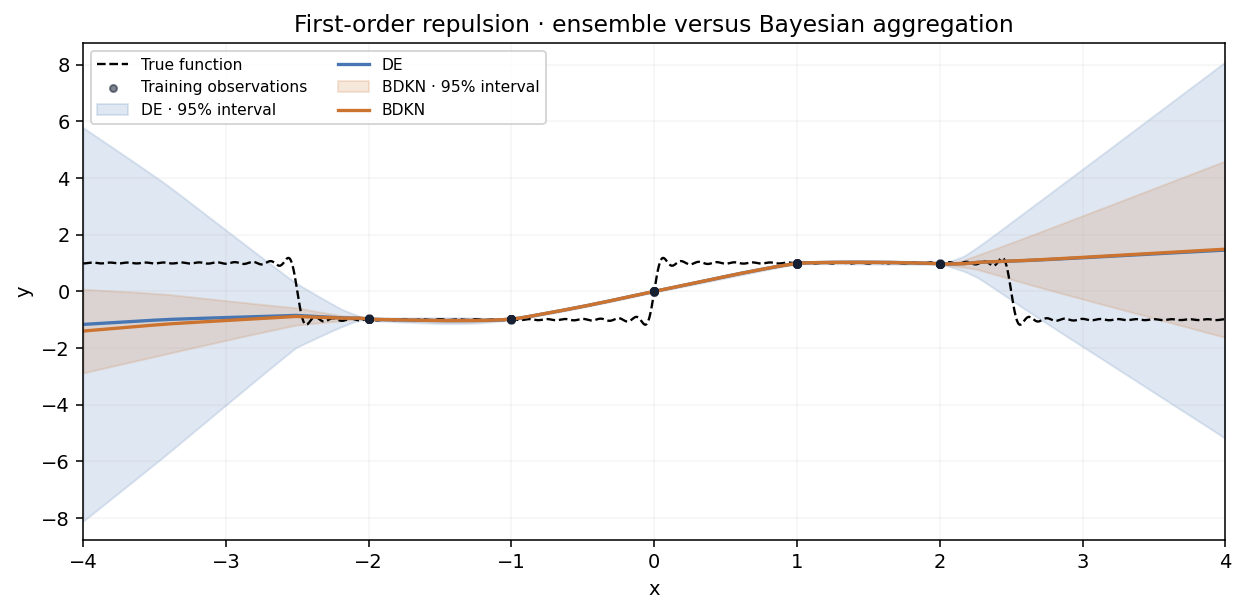 First-order repulsion · ensemble versus Bayesian aggregation
True function
Training observations
DE · 95% interval
DE
BDKN · 95% interval
BDKN
8
6
4
2
0
−2
−4
−6
−8
y
−4 −3 −2 −1 0 1 2 3 4
x